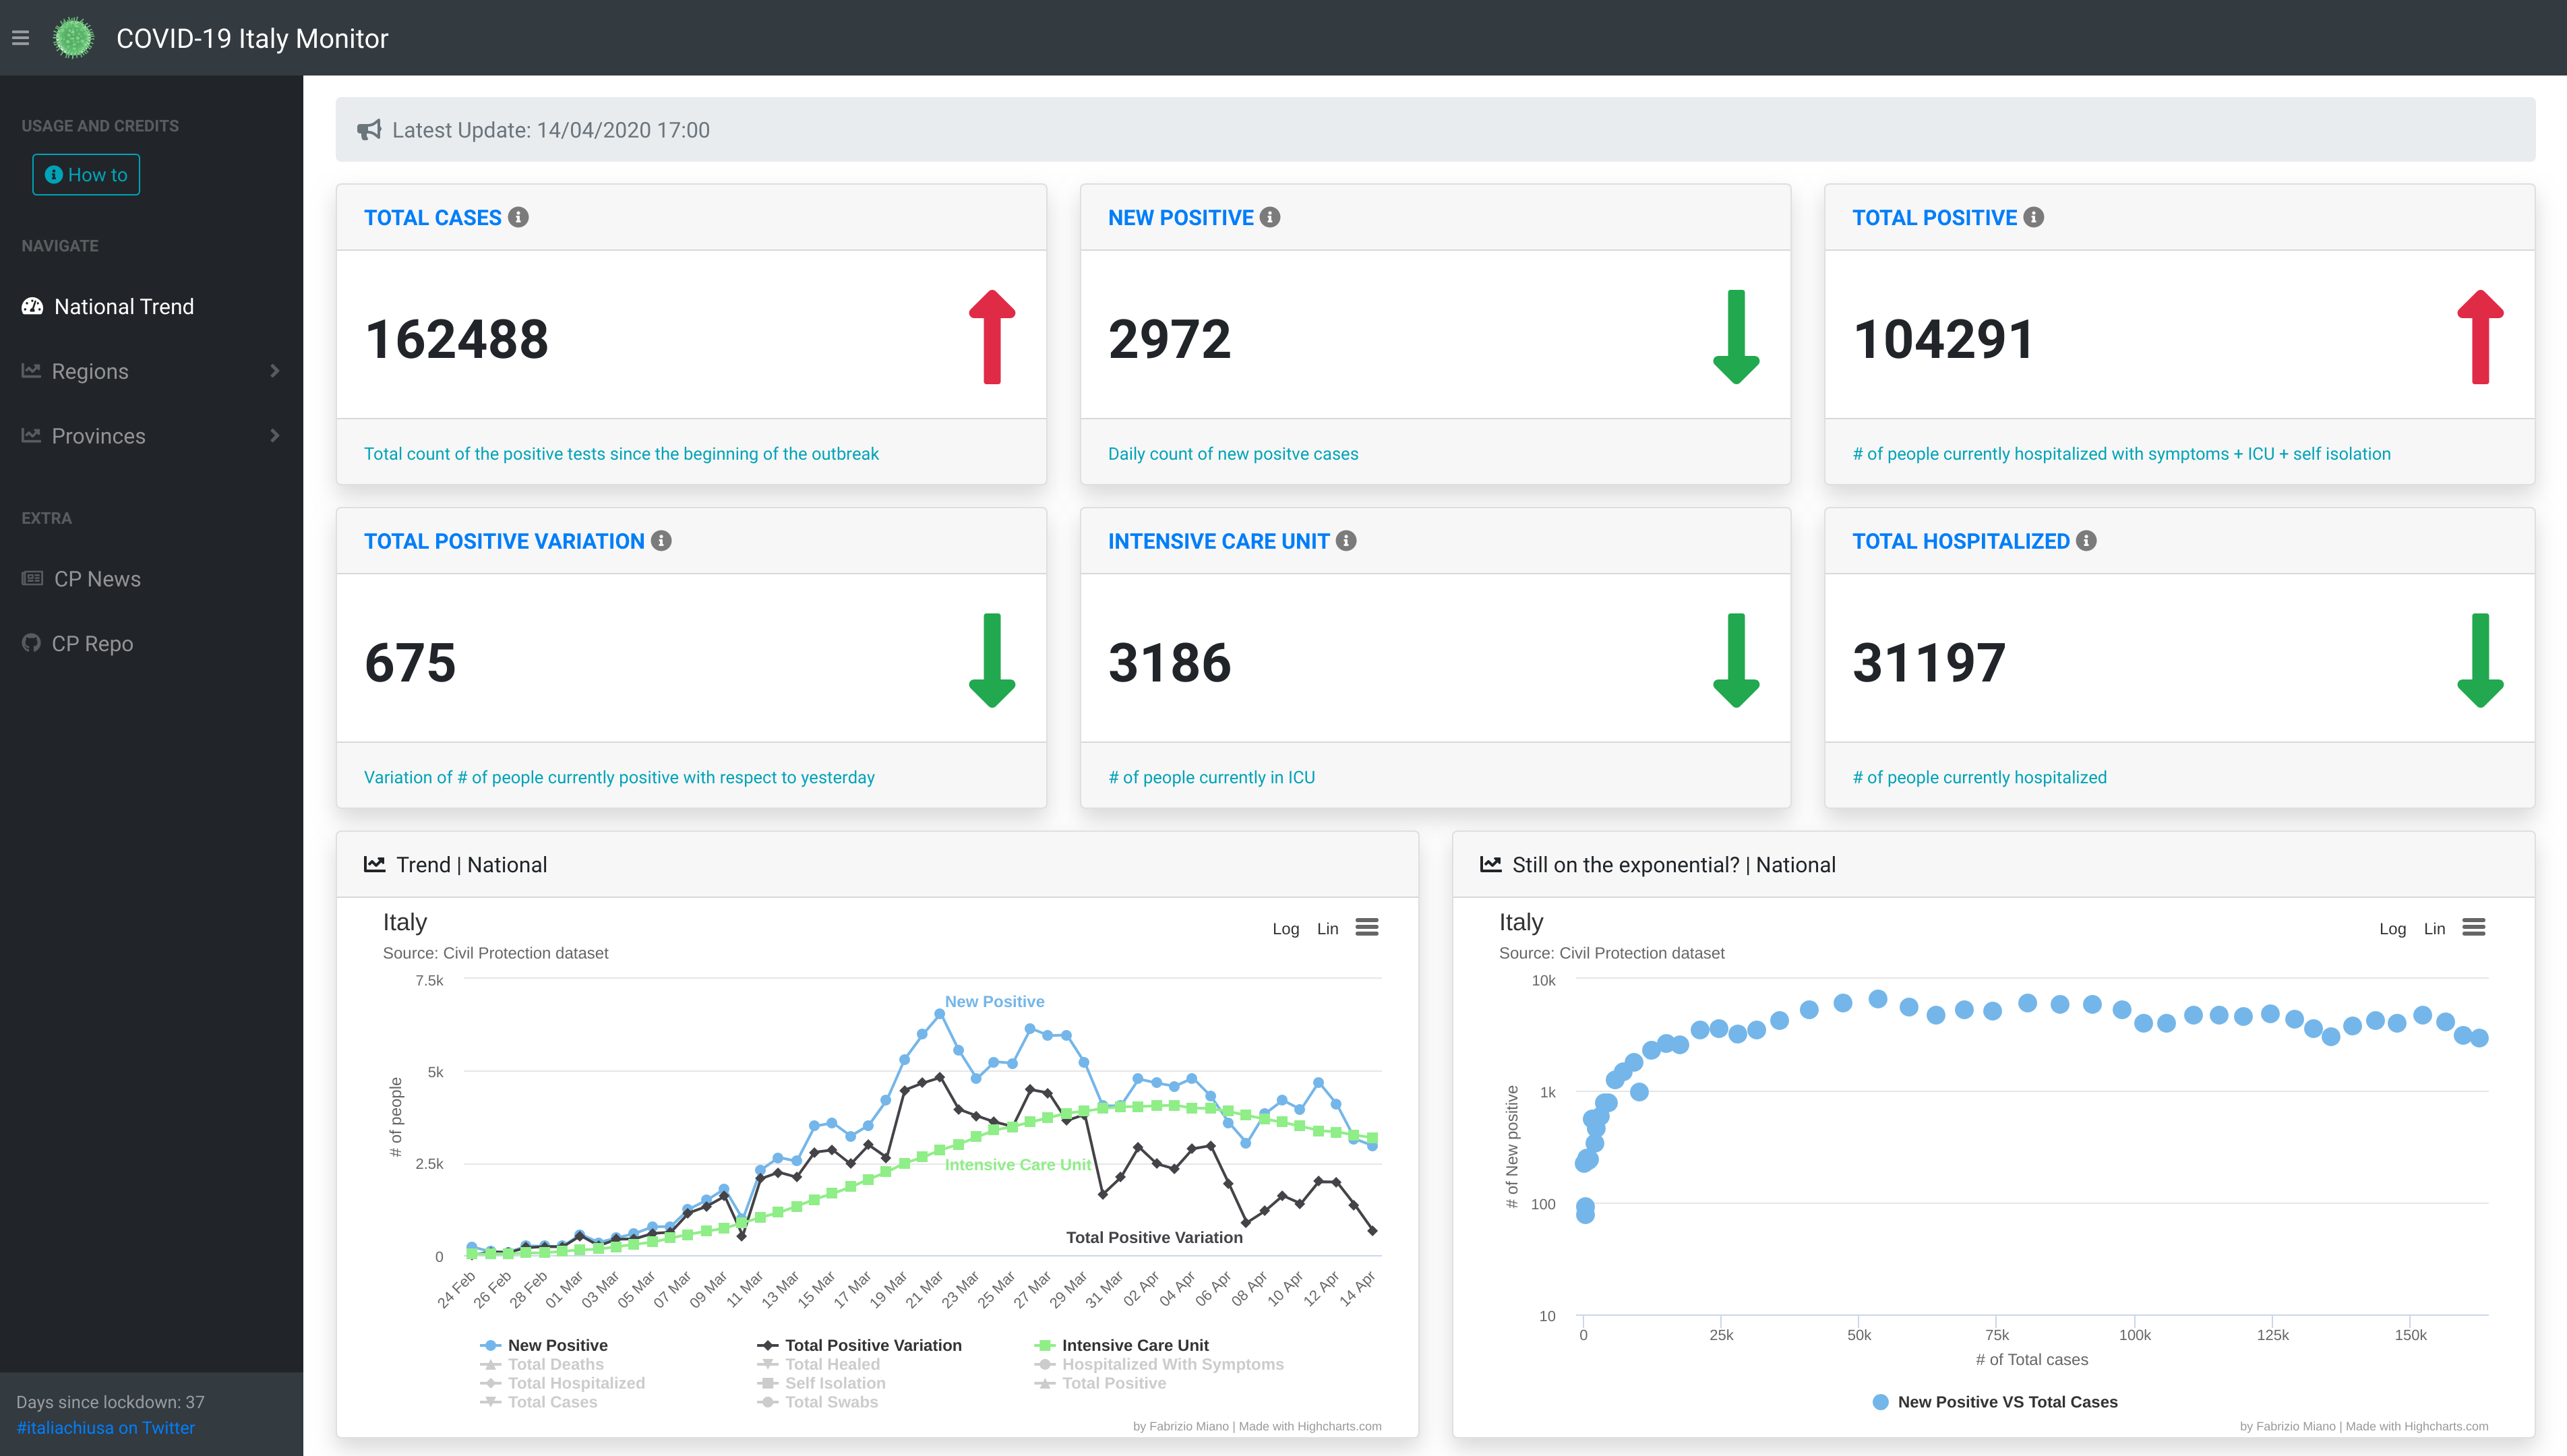 COVID-19 Italy Monitor
USAGE AND CREDITS
How to
NAVIGATE
National Trend
Regions
Provinces
EXTRA
CP News
CP Repo
Days since lockdown: 37
#italiachiusa on Twitter
Latest Update: 14/04/2020 17:00
TOTAL CASES
162488
Total count of the positive tests since the beginning of the outbreak
NEW POSITIVE
2972
Daily count of new positve cases
TOTAL POSITIVE
104291
# of people currently hospitalized with symptoms + ICU + self isolation
TOTAL POSITIVE VARIATION
675
Variation of # of people currently positive with respect to yesterday
INTENSIVE CARE UNIT
3186
# of people currently in ICU
TOTAL HOSPITALIZED
31197
# of people currently hospitalized
Trend | National
Italy
Log Lin
Source: Civil Protection dataset
# of people
7.5k
5k
2.5k
0
New Positive
Intensive Care Unit
Total Positive Variation
24 Feb 26 Feb 28 Feb 01 Mar 03 Mar 05 Mar 07 Mar 09 Mar 11 Mar 13 Mar 15 Mar 17 Mar 19 Mar 21 Mar 23 Mar 25 Mar 27 Mar 29 Mar 31 Mar 02 Apr 04 Apr 06 Apr 08 Apr 10 Apr 12 Apr 14 Apr
New Positive Total Positive Variation Intensive Care Unit
Total Deaths Total Healed Hospitalized With Symptoms
Total Hospitalized Self Isolation Total Positive
Total Cases Total Swabs
by Fabrizio Miano | Made with Highcharts.com
Still on the exponential? | National
Italy
Log Lin
Source: Civil Protection dataset
# of New positive
10k
1k
100
10
0 25k 50k 75k 100k 125k 150k
# of Total cases
New Positive VS Total Cases
by Fabrizio Miano | Made with Highcharts.com